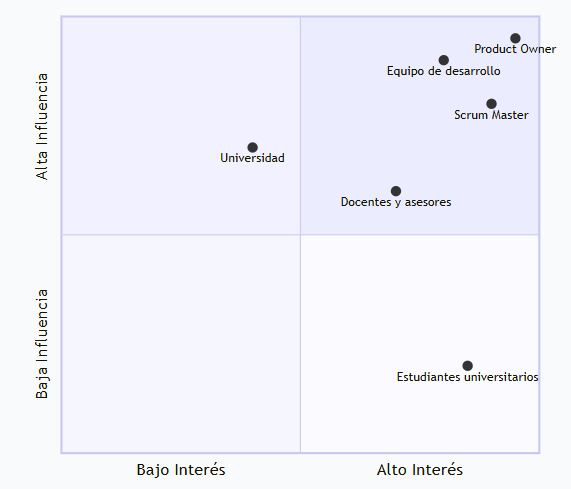 Product Owner
Equipo de desarrollo
Scrum Master
Universidad
Docentes y asesores
Estudiantes universitarios
Alta Influencia
Baja Influencia
Bajo Interés
Alto Interés